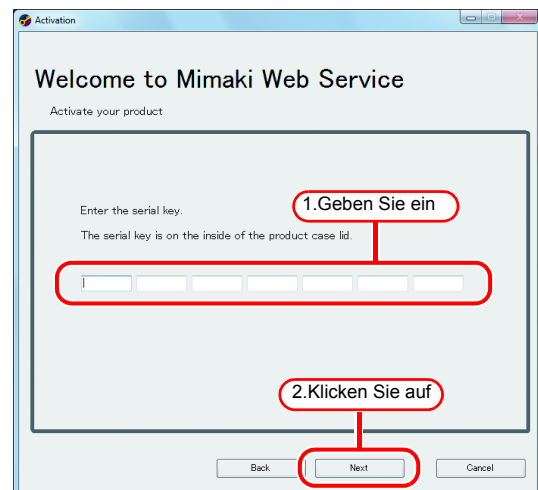 Activation
Welcome to Mimaki Web Service
Activate your product
Enter the serial key.
1.Geben Sie ein
The serial key is on the inside of the product case lid.
2.Klicken Sie auf
Back Next Cancel